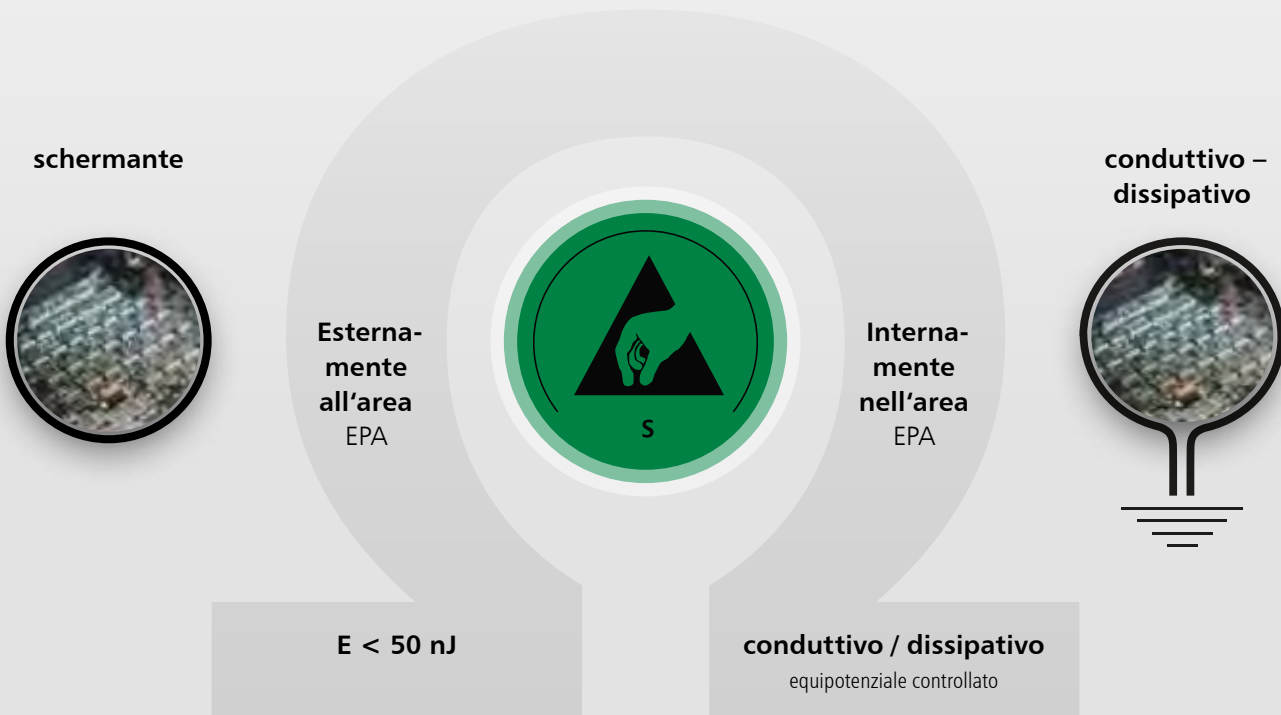 schermante
conduttivo –
dissipativo
Esterna-
mente
all‘area
EPA
S
Interna-
mente
nell‘area
EPA
E < 50 nJ
conduttivo / dissipativo
equipotenziale controllato